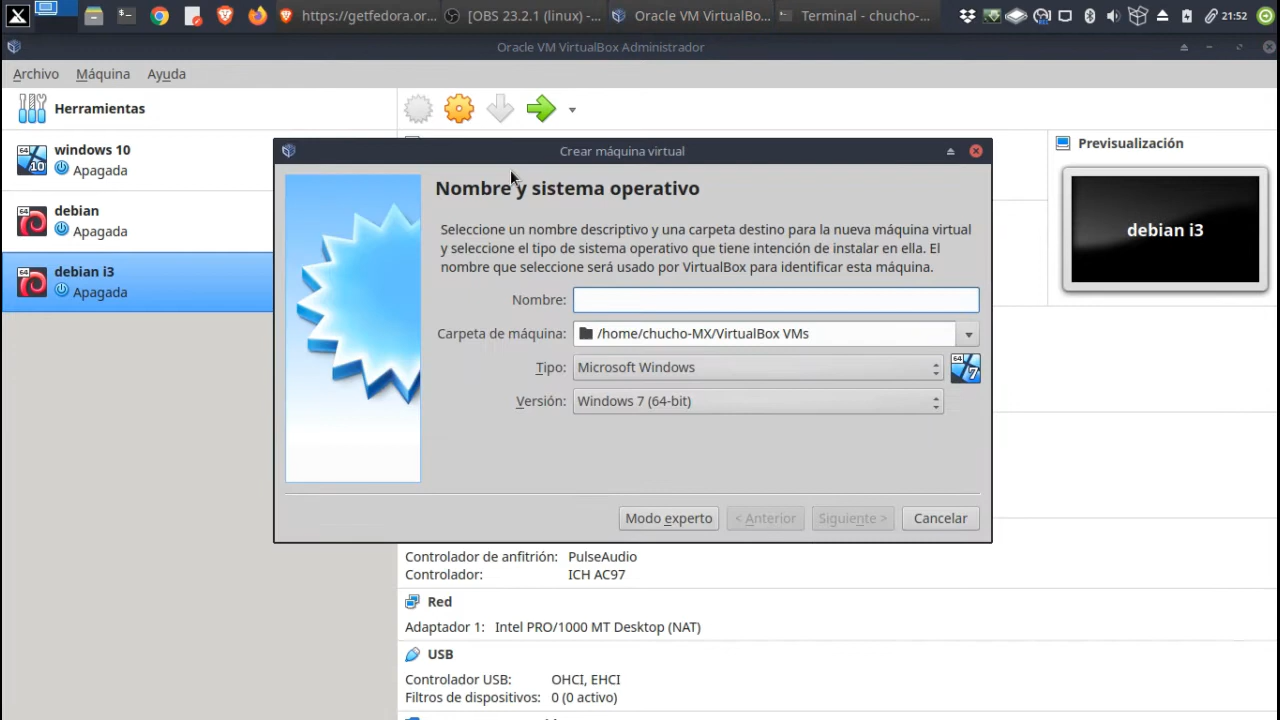 https://getfedora.or...
[OBS 23.2.1 (linux) -...
Oracle VM VirtualBo...
Terminal - chucho-...
21:52
Oracle VM VirtualBox Administrador
Archivo Máquina Ayuda
Herramientas
64
10
windows 10
Apagada
64
debian
Apagada
64
debian i3
Apagada
Previsualización
debian i3
Crear máquina virtual
Nombre y sistema operativo
Seleccione un nombre descriptivo y una carpeta destino para la nueva máquina virtual
y seleccione el tipo de sistema operativo que tiene intención de instalar en ella. El
nombre que seleccione será usado por VirtualBox para identificar esta máquina.
Nombre:
Carpeta de máquina: /home/chucho-MX/VirtualBox VMs
Tipo: Microsoft Windows
64
7
Versión: Windows 7 (64-bit)
Modo experto < Anterior Siguiente > Cancelar
Controlador de anfitrión: PulseAudio
Controlador: ICH AC97
Red
Adaptador 1: Intel PRO/1000 MT Desktop (NAT)
USB
Controlador USB: OHCI, EHCI
Filtros de dispositivos: 0 (0 activo)